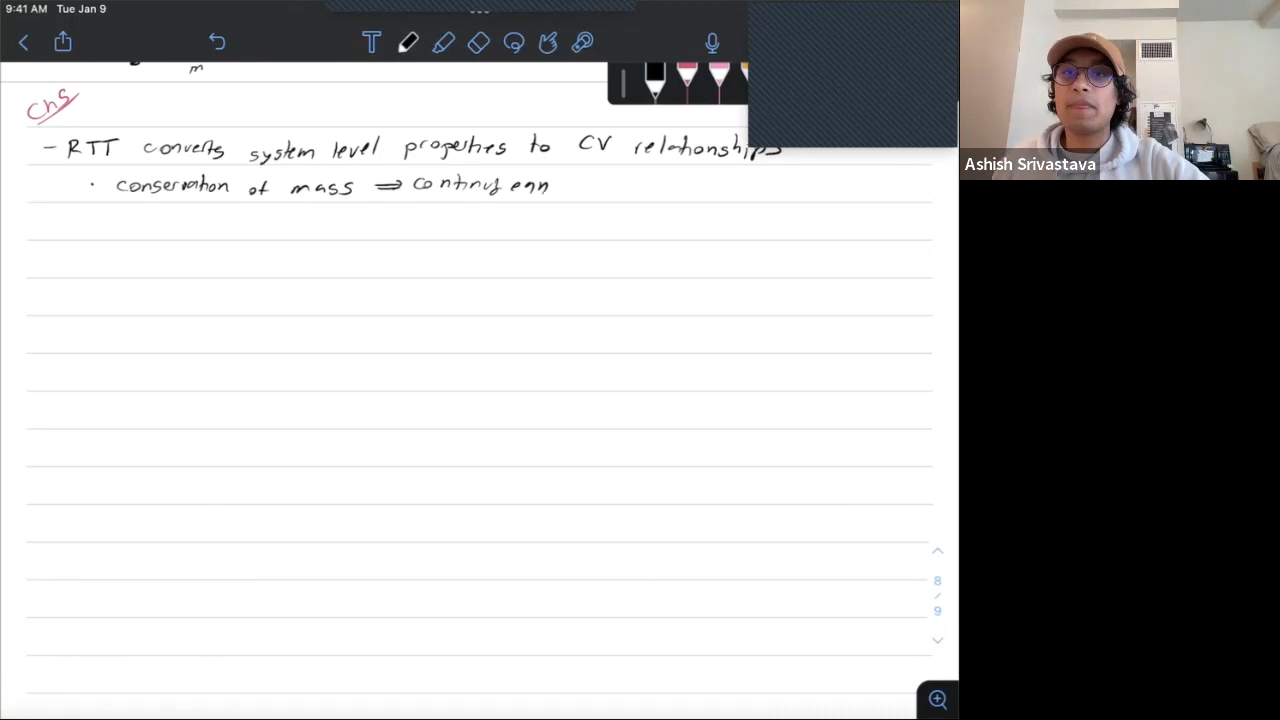 9:41 AM Tue Jan 9
m
Ch5
- RTT converts system level properties to CV relationships
· conservation of mass ⇒ continuity eqn
Ashish Srivastava
8
/
9